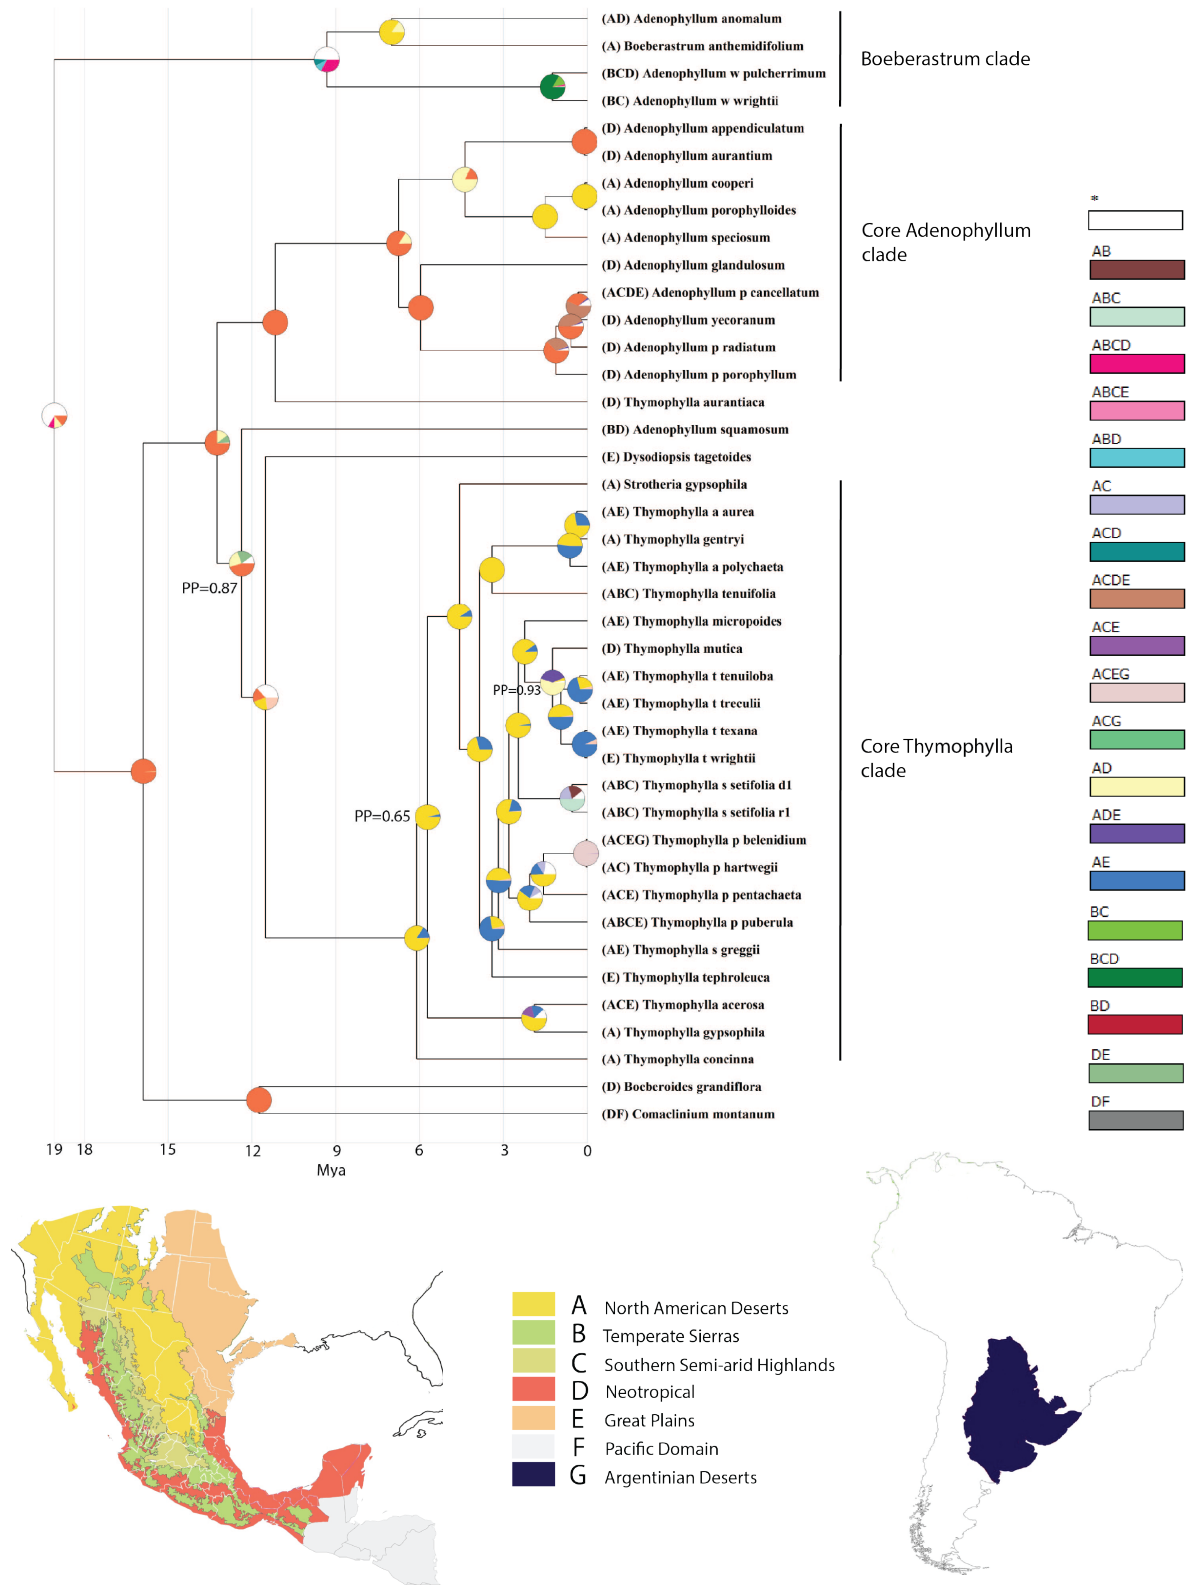 (AD) Adenophyllum anomalum
(A) Boeberastrum anthemidifolium
(BCD) Adenophyllum w pulcherrimum
(BC) Adenophyllum w wrightii
Boeberastrum clade
(D) Adenophyllum appendiculatum
(D) Adenophyllum aurantium
(A) Adenophyllum cooperi
(A) Adenophyllum porophylloides
(A) Adenophyllum speciosum
(D) Adenophyllum glandulosum
(ACDE) Adenophyllum p cancellatum
(D) Adenophyllum yecoranum
(D) Adenophyllum p radiatum
(D) Adenophyllum p porophyllum
Core Adenophyllum
clade
(D) Thymophylla aurantiaca
(BD) Adenophyllum squamosum
(E) Dysodiopsis tagetoides
(A) Strotheria gypsophila
(AE) Thymophylla a aurea
(A) Thymophylla gentryi
(AE) Thymophylla a polychaeta
(ABC) Thymophylla tenuifolia
(AE) Thymophylla micropoides
(D) Thymophylla mutica
(AE) Thymophylla t tenuiloba
(AE) Thymophylla t treculii
(AE) Thymophylla t texana
(E) Thymophylla t wrightii
(ABC) Thymophylla s setifolia d1
(ABC) Thymophylla s setifolia r1
(ACEG) Thymophylla p belenidium
(AC) Thymophylla p hartwegii
(ACE) Thymophylla p pentachaeta
(ABCE) Thymophylla p puberula
(AE) Thymophylla s greggii
(E) Thymophylla tephroleuca
(ACE) Thymophylla acerosa
(A) Thymophylla gypsophila
(A) Thymophylla concinna
Core Thymophylla
clade
(D) Boeberoides grandiflora
(DF) Comaclinium montanum
PP=0.87
PP=0.93
PP=0.65
19 18 15 12 9 6 3 0
Mya
*
AB
ABC
ABCD
ABCE
ABD
AC
ACD
ACDE
ACE
ACEG
ACG
AD
ADE
AE
BC
BCD
BD
DE
DF
A North American Deserts
B Temperate Sierras
C Southern Semi-arid Highlands
D Neotropical
E Great Plains
F Pacific Domain
G Argentinian Deserts